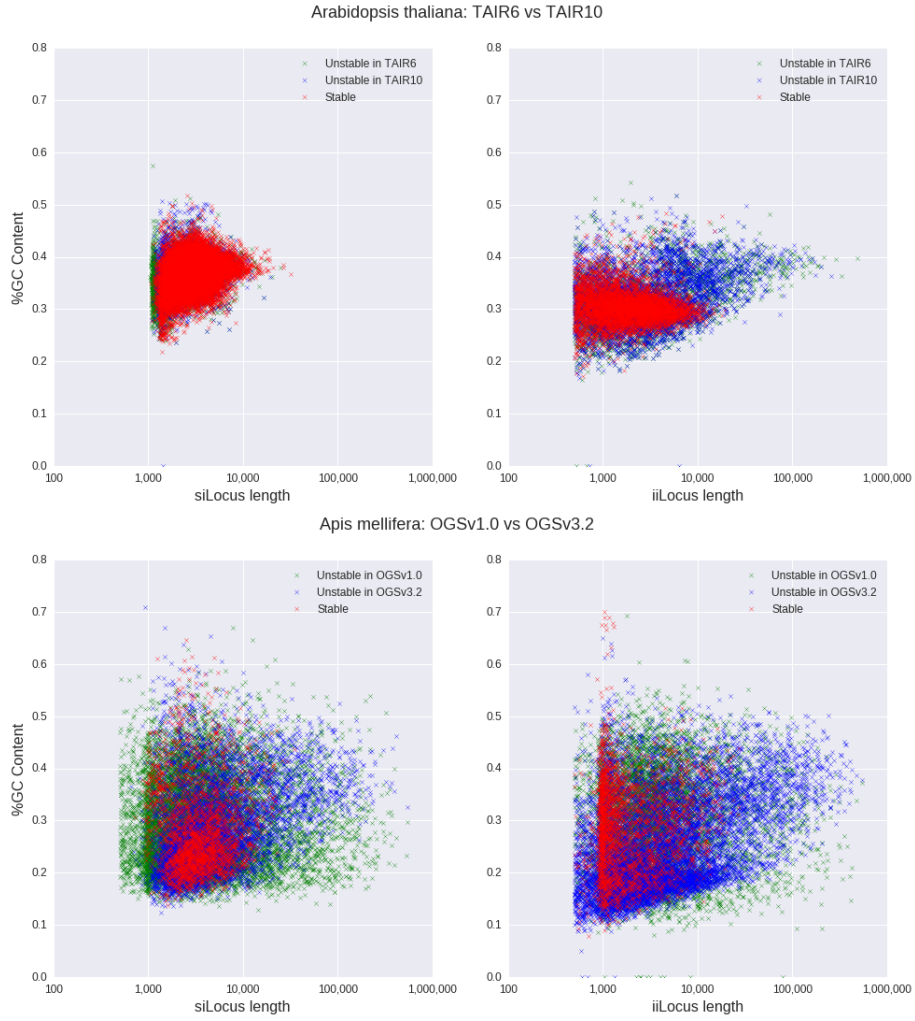 Arabidopsis thaliana: TAIR6 vs TAIR10
0.8
0.7
0.6
0.5
0.4
0.3
0.2
0.1
0.0
%GC Content
Unstable in TAIR6
Unstable in TAIR10
Stable
100
1,000
10,000
100,000
1,000,000
siLocus length
0.8
0.7
0.6
0.5
0.4
0.3
0.2
0.1
0.0
Unstable in TAIR6
Unstable in TAIR10
Stable
100
1,000
10,000
100,000
1,000,000
iiLocus length
Apis mellifera: OGSv1.0 vs OGSv3.2
0.8
0.7
0.6
0.5
0.4
0.3
0.2
0.1
0.0
%GC Content
Unstable in OGSv1.0
Unstable in OGSv3.2
Stable
100
1,000
10,000
100,000
1,000,000
siLocus length
0.8
0.7
0.6
0.5
0.4
0.3
0.2
0.1
0.0
Unstable in OGSv1.0
Unstable in OGSv3.2
Stable
100
1,000
10,000
100,000
1,000,000
iiLocus length